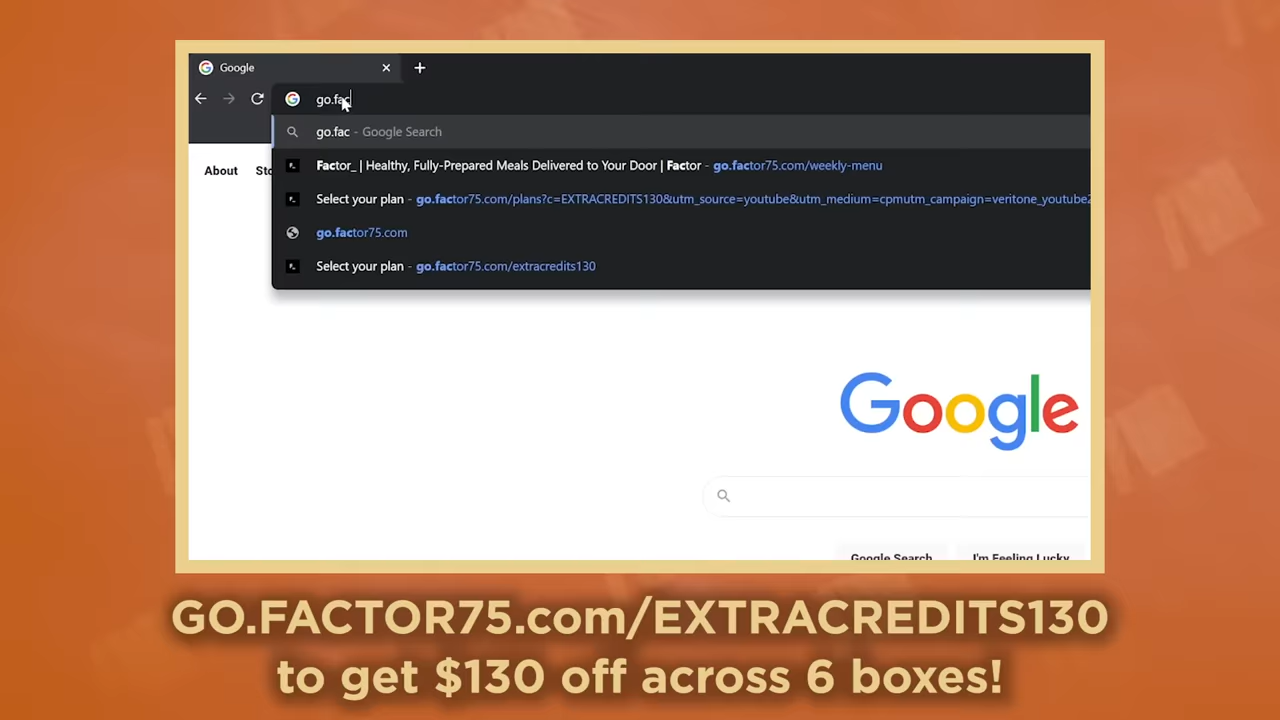 Google
go.fac
go.fac - Google Search
Factor_ | Healthy, Fully-Prepared Meals Delivered to Your Door | Factor - go.factor75.com/weekly-menu
Select your plan - go.factor75.com/plans?c=EXTRACREDITS130&utm_source=youtube&utm_medium=cpmutm_campaign=veritone_youtube2
go.factor75.com
Select your plan - go.factor75.com/extracredits130
About Sto
Google
Google Search I'm Feeling Lucky
GO.FACTOR75.com/EXTRACREDITS130
to get $130 off across 6 boxes!